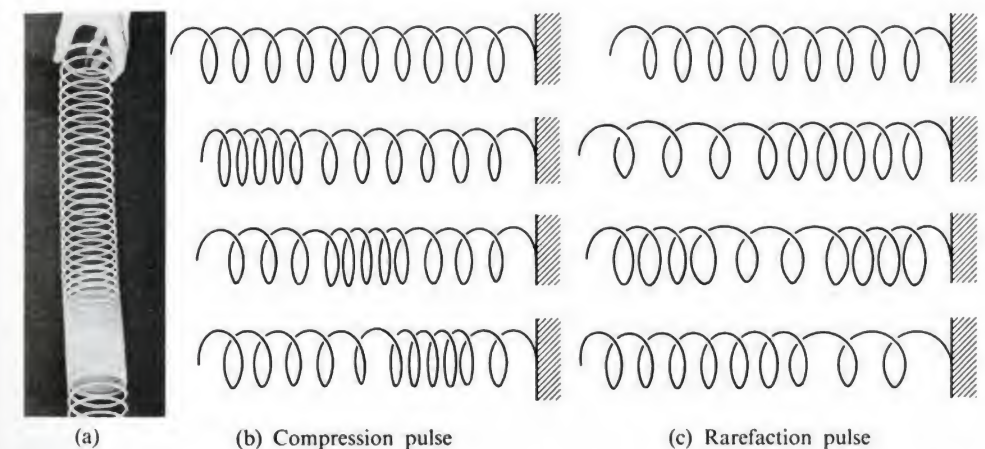 (a)
(b) Compression pulse
(c) Rarefaction pulse